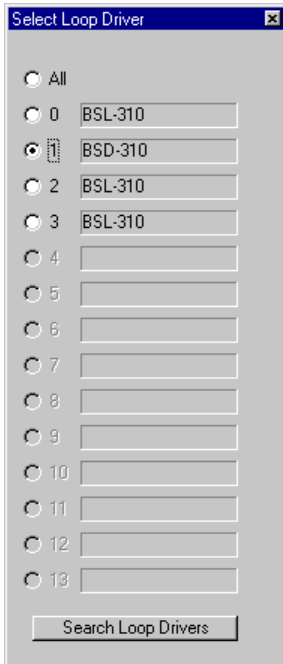 Select Loop Driver
All
0 BSL-310
1 BSD-310
2 BSL-310
3 BSL-310
4
5
6
7
8
9
10
11
12
13
Search Loop Drivers